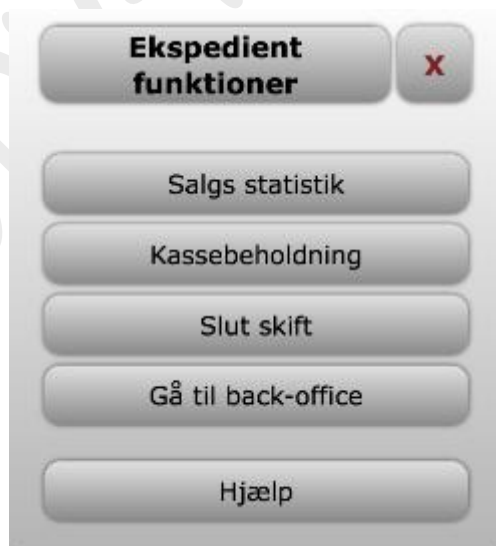 Ekspedient
funktioner
X
Salgs statistik
Kassebeholdning
Slut skift
Gå til back-office
Hjælp